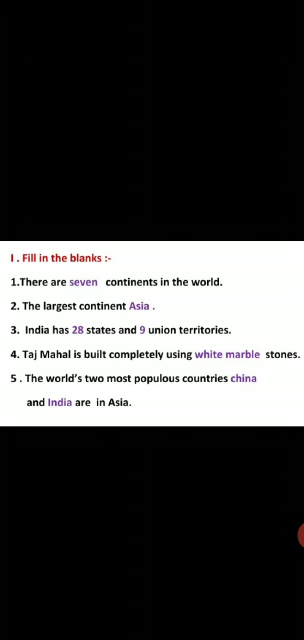 I . Fill in the blanks :-
1.There are seven continents in the world.
2. The largest continent Asia .
3. India has 28 states and 9 union territories.
4. Taj Mahal is built completely using white marble stones.
5 . The world's two most populous countries china
and India are in Asia.